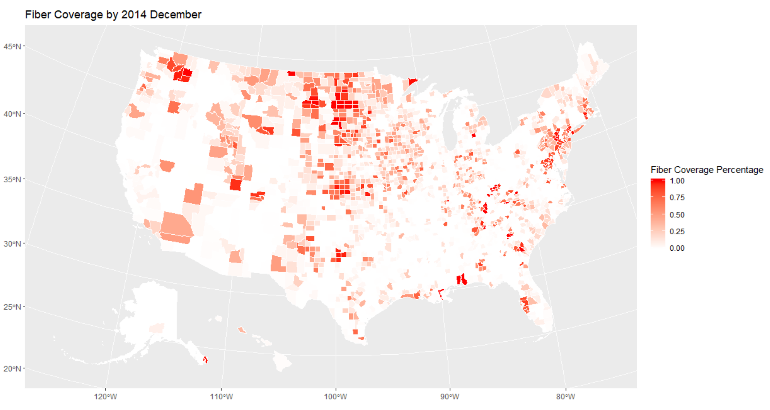 Fiber Coverage by 2014 December
45°N
40°N
35°N
30°N
25°N
20°N
120°W
110°W
100°W
90°W
80°W
Fiber Coverage Percentage
1.00
0.75
0.50
0.25
0.00